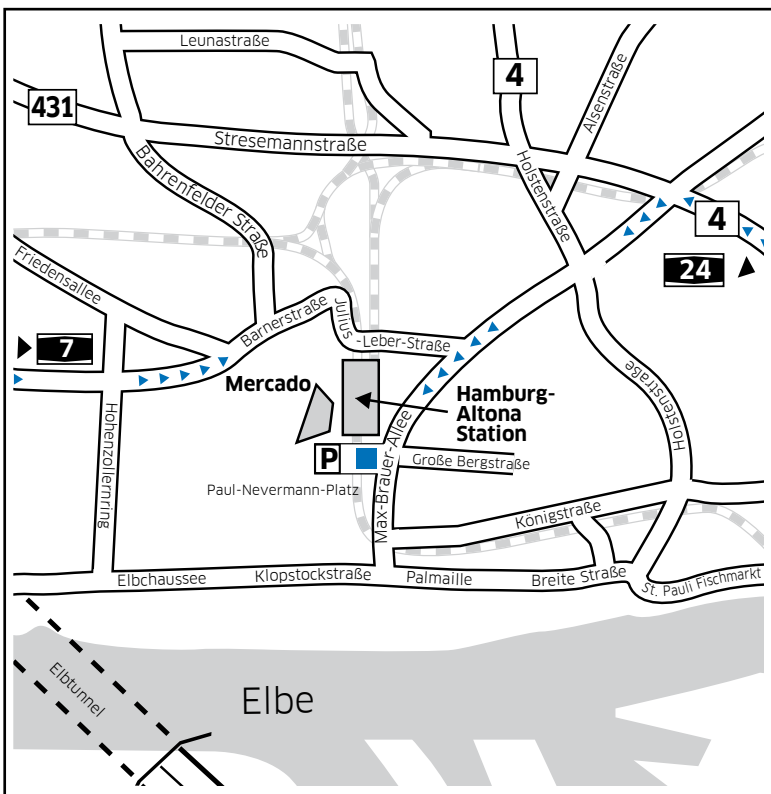 Leunastraße
4
431
Alsenstraße
Stresemannstraße
Bahrenfelder Straße
Holstenstraße
4
24
Friedensallee
Julius
-Leber-Straße
Barnerstraße
7
Mercado
Hamburg-
Altona
Station
Holstenstraße
Hohenzollernring
Max-Brauer-Allee
P
Große Bergstraße
Paul-Nevermann-Platz
Königstraße
Elbchaussee
Klopstockstraße
Palmaille
Breite Straße
St. Pauli Fischmarkt
Elbtunnel
Elbe